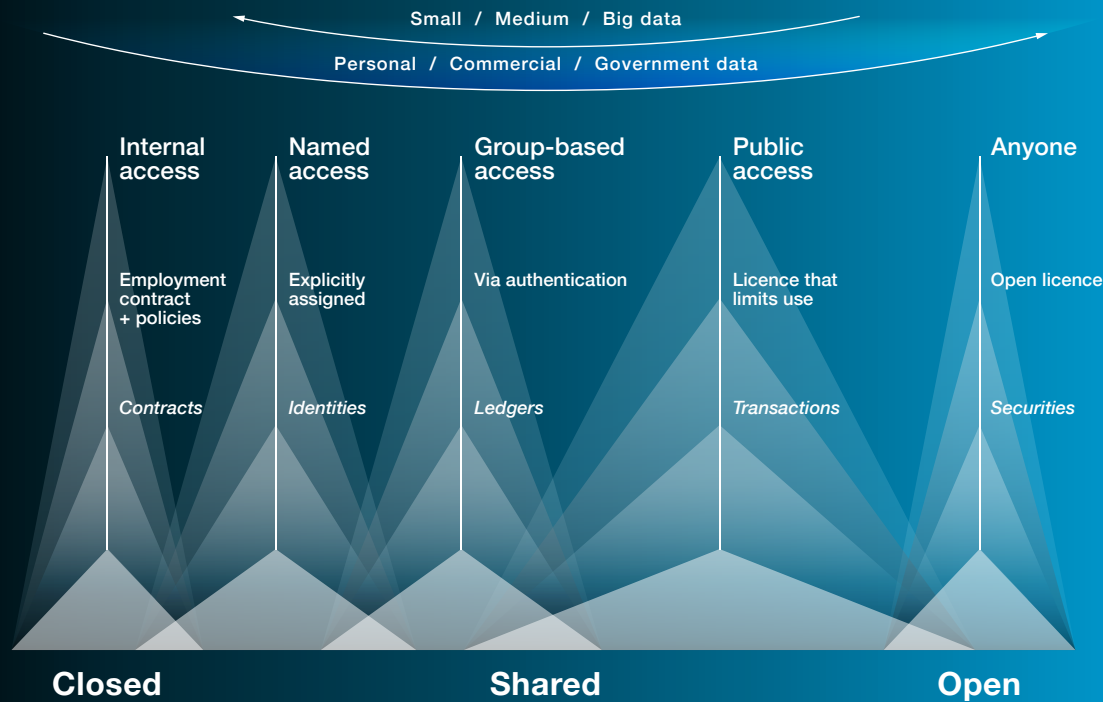 Small / Medium / Big data
Personal / Commercial / Government data
Internal
access
Named
access
Group-based
access
Public
access
Anyone
Employment
contract
+ policies
Explicitly
assigned
Via authentication
Licence that
limits use
Open licence
Contracts
Identities
Ledgers
Transactions
Securities
Closed
Shared
Open